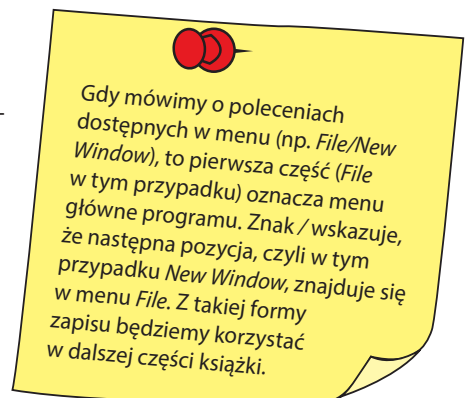 Gdy mówimy o poleceniach
dostępnych w menu (np. File/New
Window), to pierwsza część (File
w tym przypadku) oznacza menu
główne programu. Znak / wskazuje,
że następna pozycja, czyli w tym
przypadku New Window, znajduje się
w menu File. Z takiej formy
zapisu będziemy korzystać
w dalszej części książki.